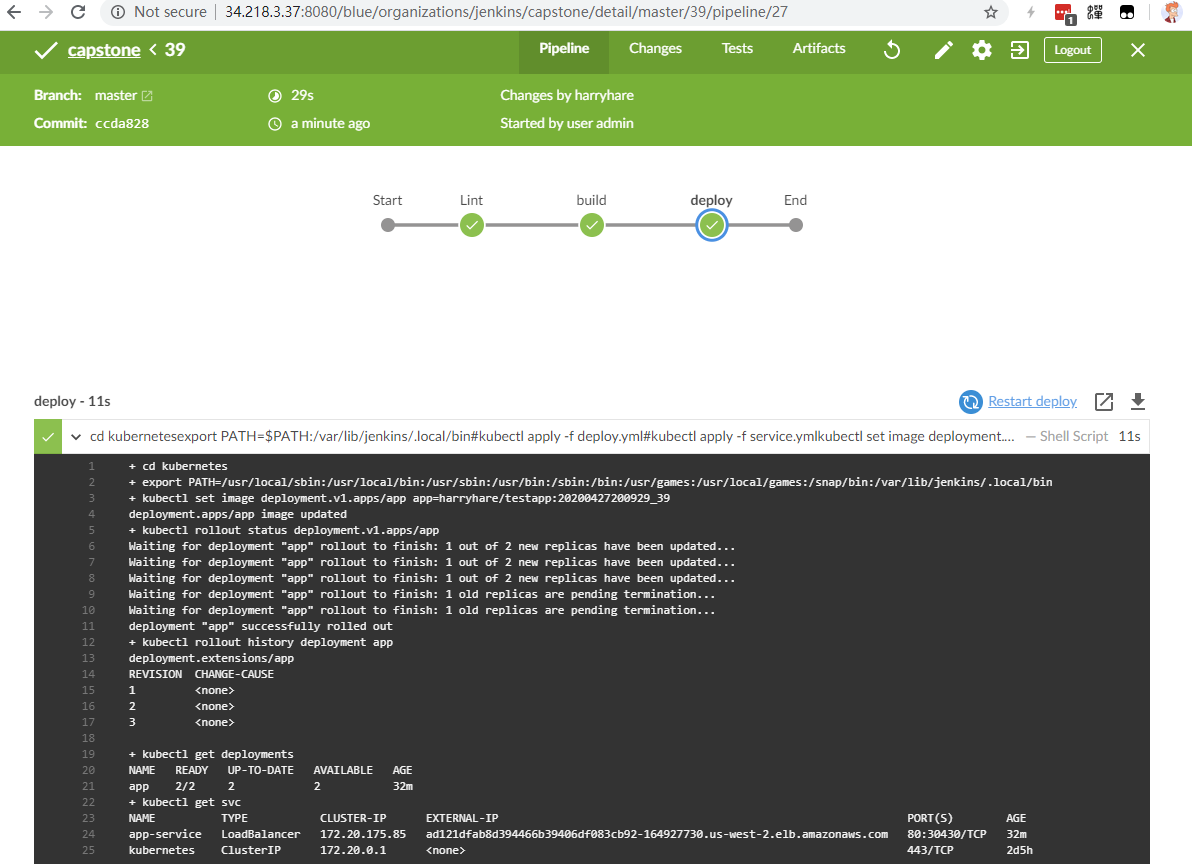 Not secure | 34.218.3.37:8080/blue/organizations/jenkins/capstone/detail/master/39/pipeline/27
1
capstone < 39 Pipeline Changes Tests Artifacts Logout
Branch: master 29s Changes by harryhare
Commit: ccda828 a minute ago Started by user admin
Start Lint build deploy End
deploy - 11s Restart deploy
cd kubernetesexport PATH=$PATH:/var/lib/jenkins/.local/bin#kubectl apply -f deploy.yml#kubectl apply -f service.ymlkubectl set image deployment.... — Shell Script 11s
1 + cd kubernetes
2 + export PATH=/usr/local/sbin:/usr/local/bin:/usr/sbin:/usr/bin:/sbin:/bin:/usr/games:/usr/local/games:/snap/bin:/var/lib/jenkins/.local/bin
3 + kubectl set image deployment.v1.apps/app app=harryhare/testapp:20200427200929_39
4 deployment.apps/app image updated
5 + kubectl rollout status deployment.v1.apps/app
6 Waiting for deployment "app" rollout to finish: 1 out of 2 new replicas have been updated...
7 Waiting for deployment "app" rollout to finish: 1 out of 2 new replicas have been updated...
8 Waiting for deployment "app" rollout to finish: 1 out of 2 new replicas have been updated...
9 Waiting for deployment "app" rollout to finish: 1 old replicas are pending termination...
10 Waiting for deployment "app" rollout to finish: 1 old replicas are pending termination...
11 deployment "app" successfully rolled out
12 + kubectl rollout history deployment app
13 deployment.extensions/app
14 REVISION CHANGE-CAUSE
15 1 <none>
16 2 <none>
17 3 <none>
18
19 + kubectl get deployments
20 NAME READY UP-TO-DATE AVAILABLE AGE
21 app 2/2 2 2 32m
22 + kubectl get svc
23 NAME TYPE CLUSTER-IP EXTERNAL-IP PORT(S) AGE
24 app-service LoadBalancer 172.20.175.85 ad121dfab8d394466b39406df083cb92-164927730.us-west-2.elb.amazonaws.com 80:30430/TCP 32m
25 kubernetes ClusterIP 172.20.0.1 <none> 443/TCP 2d5h